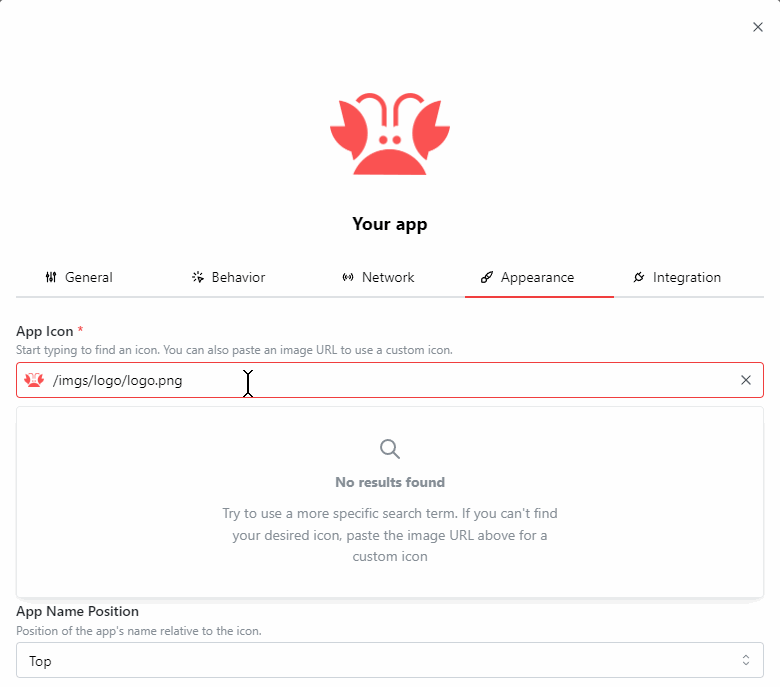 Your app
General
Behavior
Network
Appearance
Integration
App Icon *
Start typing to find an icon. You can also paste an image URL to use a custom icon.
/imgs/logo/logo.png
No results found
Try to use a more specific search term. If you can't find
your desired icon, paste the image URL above for a
custom icon
App Name Position
Position of the app's name relative to the icon.
Top